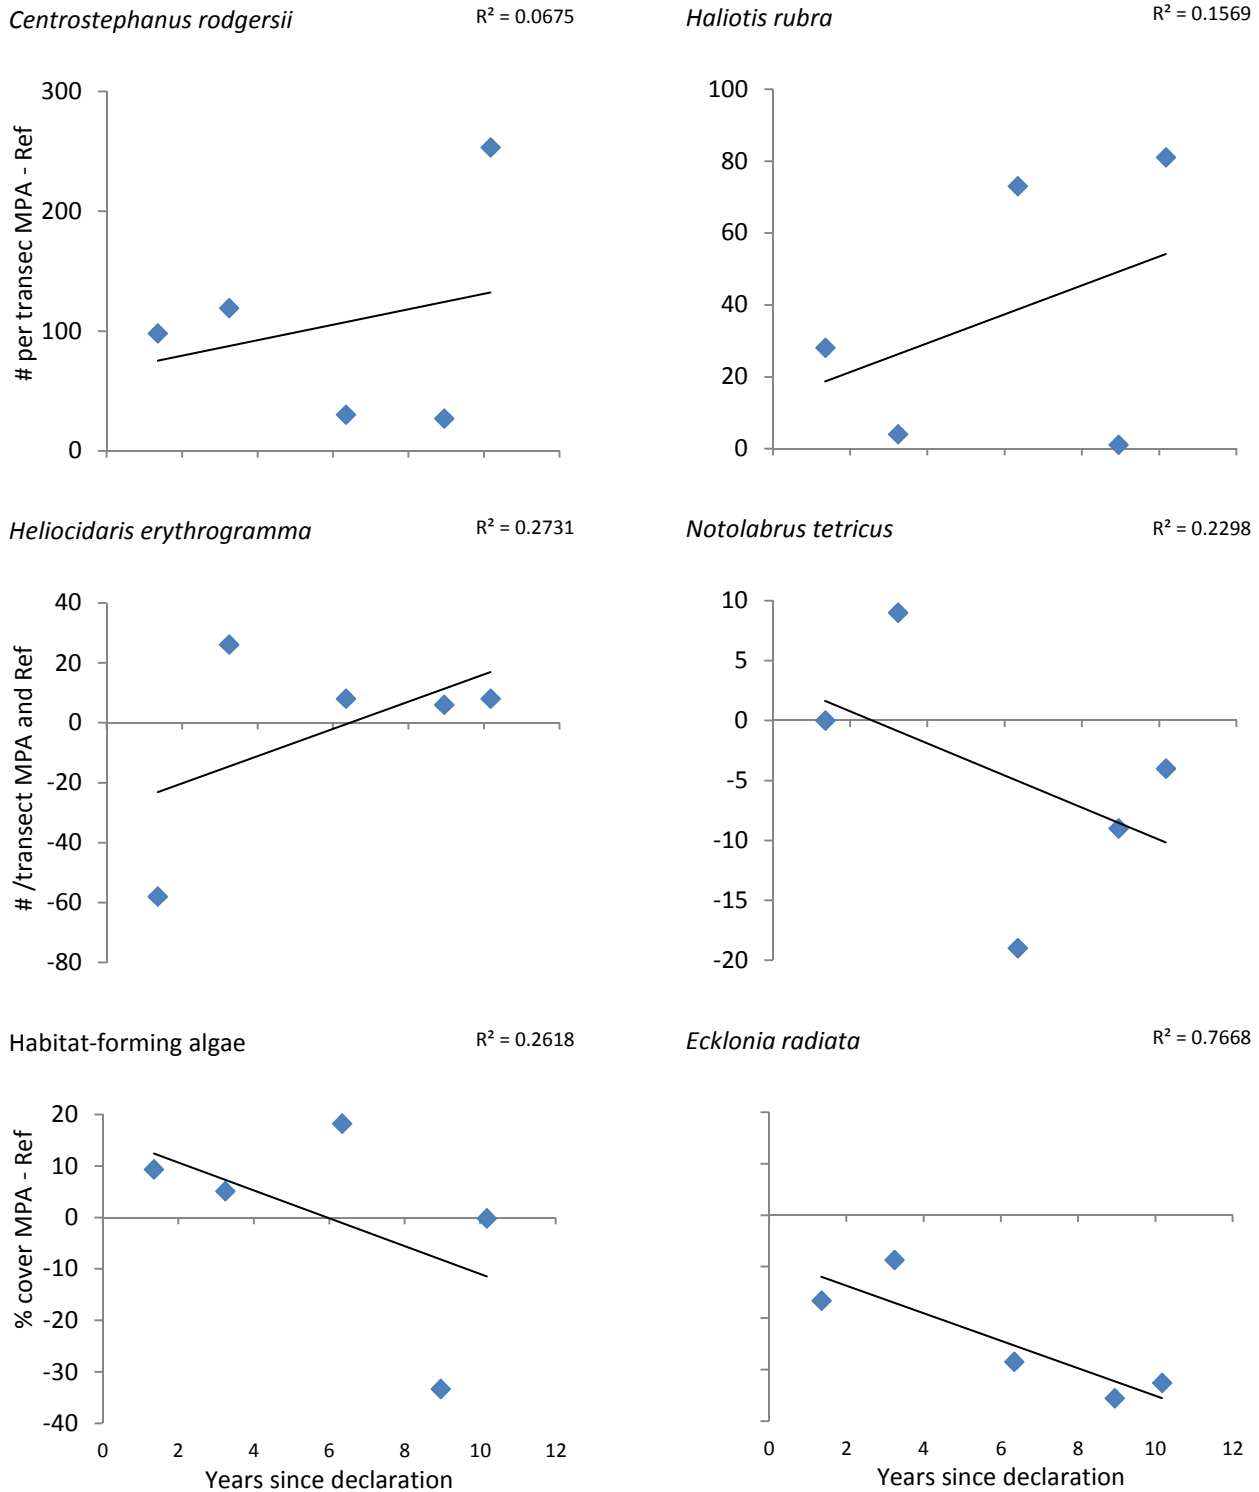 Centrostephanus rodgersii
R² = 0.0675
# per transec MPA - Ref
300
200
100
0
Haliotis rubra
R² = 0.1569
100
80
60
40
20
0
Heliocidaris erythrogramma
R² = 0.2731
# /transect MPA and Ref
40
20
0
-20
-40
-60
-80
Notolabrus tetricus
R² = 0.2298
10
5
0
-5
-10
-15
-20
Habitat-forming algae
R² = 0.2618
% cover MPA - Ref
20
10
0
-10
-20
-30
-40
0 2 4 6 8 10 12
Years since declaration
Ecklonia radiata
R² = 0.7668
0 2 4 6 8 10 12
Years since declaration